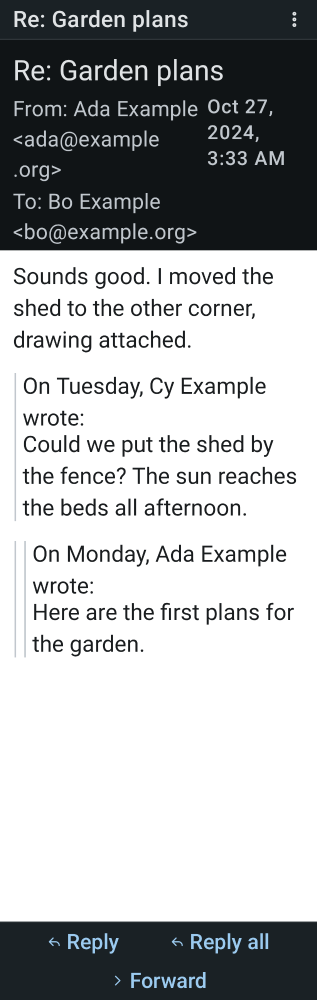 Re: Garden plans
Re: Garden plans
From: Ada Example
<ada@example
.org>
Oct 27,
2024,
3:33 AM
To: Bo Example
<bo@example.org>
Sounds good. I moved the
shed to the other corner,
drawing attached.
On Tuesday, Cy Example
wrote:
Could we put the shed by
the fence? The sun reaches
the beds all afternoon.
On Monday, Ada Example
wrote:
Here are the first plans for
the garden.
Reply
Reply all
Forward